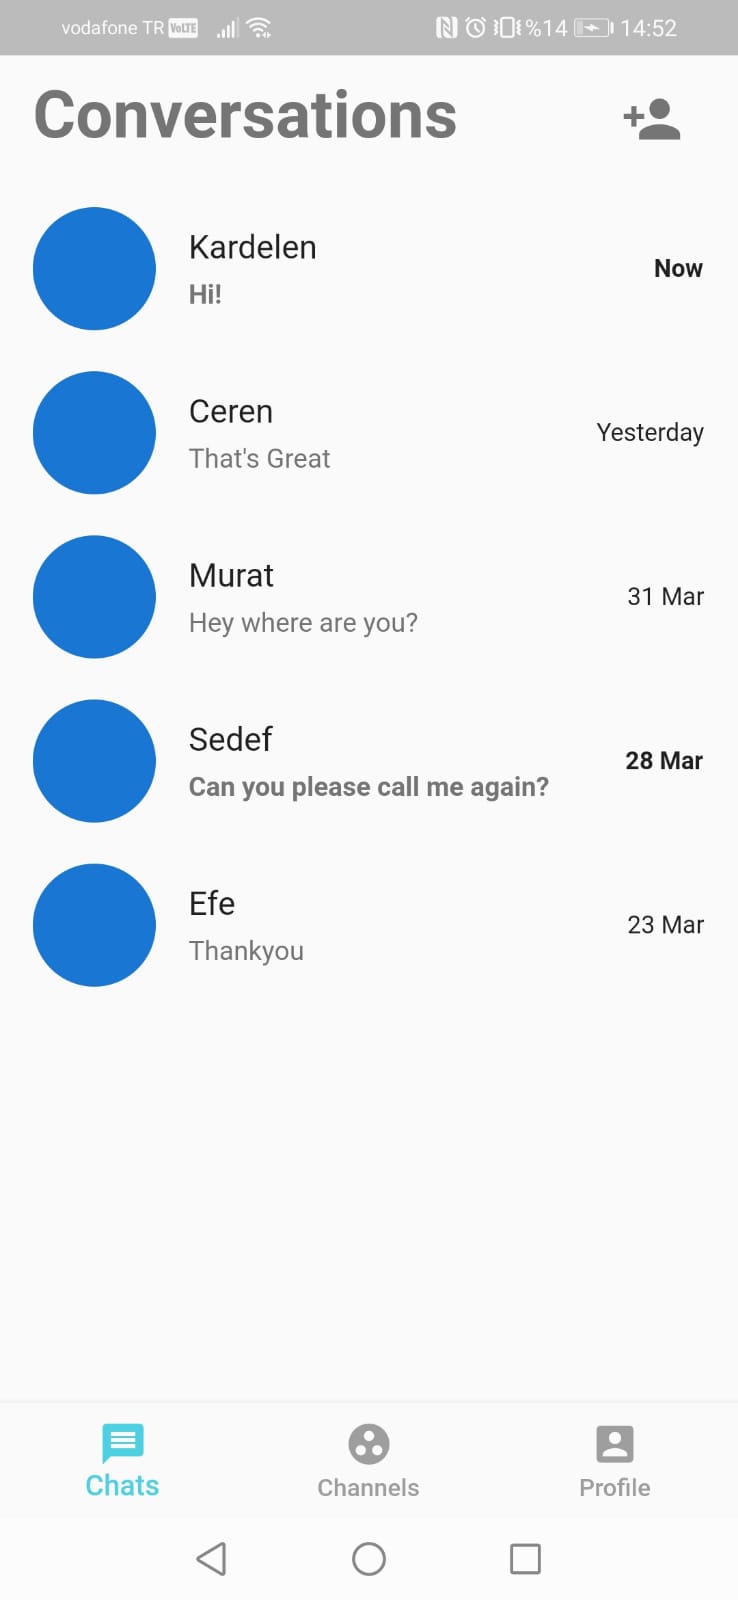 vodafone TR VoLTE %14 14:52
Conversations
Kardelen
Hi!
Now
Ceren
That's Great
Yesterday
Murat
Hey where are you?
31 Mar
Sedef
Can you please call me again?
28 Mar
Efe
Thankyou
23 Mar
Chats Channels Profile